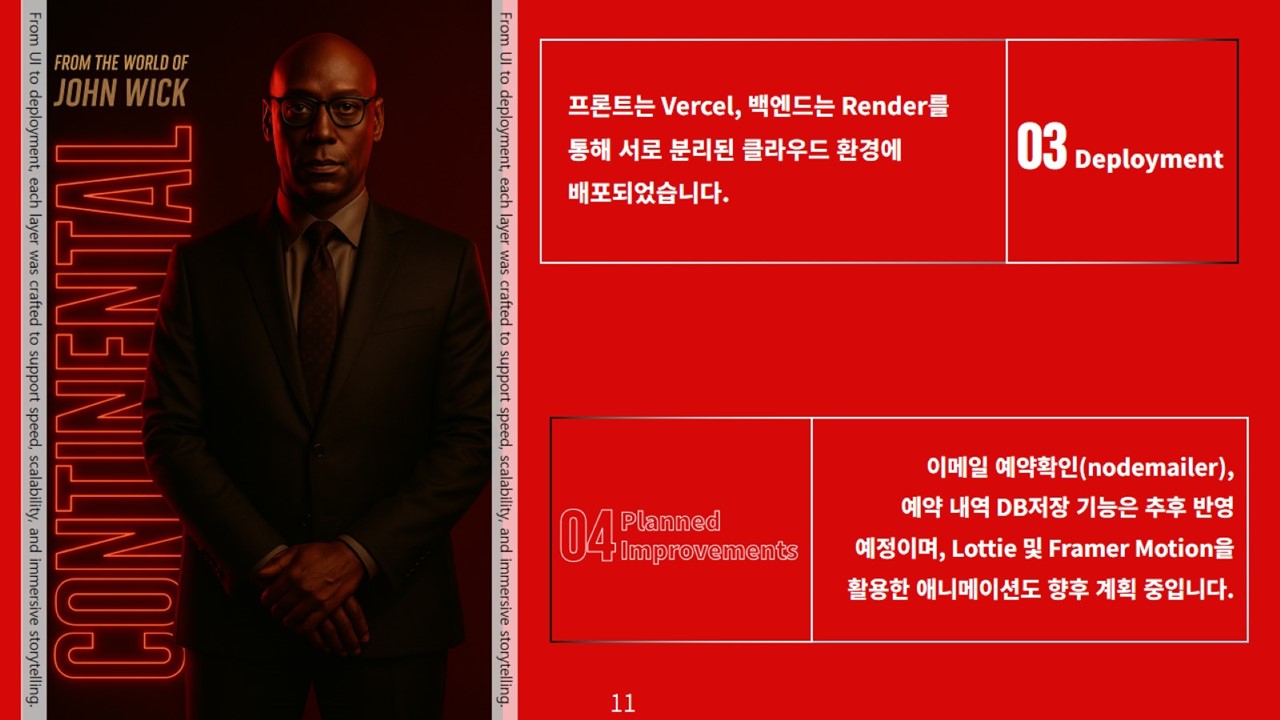 From UI to deployment, each layer was crafted to support speed, scalability, and immersive storytelling.
FROM THE WORLD OF
JOHN WICK
CONTINENTAL
From UI to deployment, each layer was crafted to support speed, scalability, and immersive storytelling.
프론트는 Vercel, 백엔드는 Render를
통해 서로 분리된 클라우드 환경에
배포되었습니다.
03 Deployment
04 Planned
Improvements
이메일 예약확인(nodemailer),
예약 내역 DB저장 기능은 추후 반영
예정이며, Lottie 및 Framer Motion을
활용한 애니메이션도 향후 계획 중입니다.
11